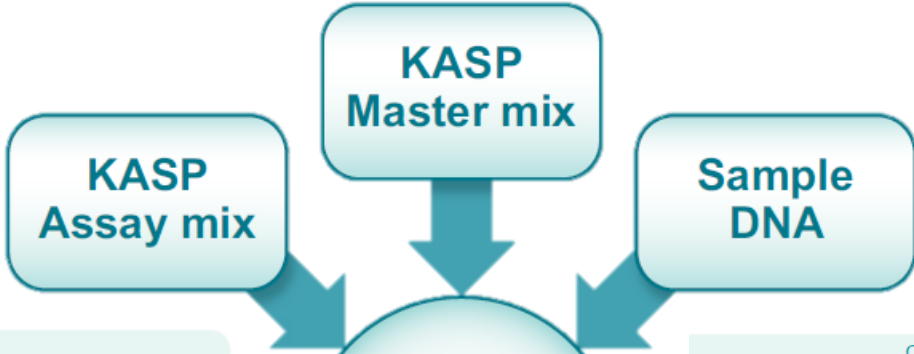 KASP
Master mix
KASP
Assay mix
Sample
DNA